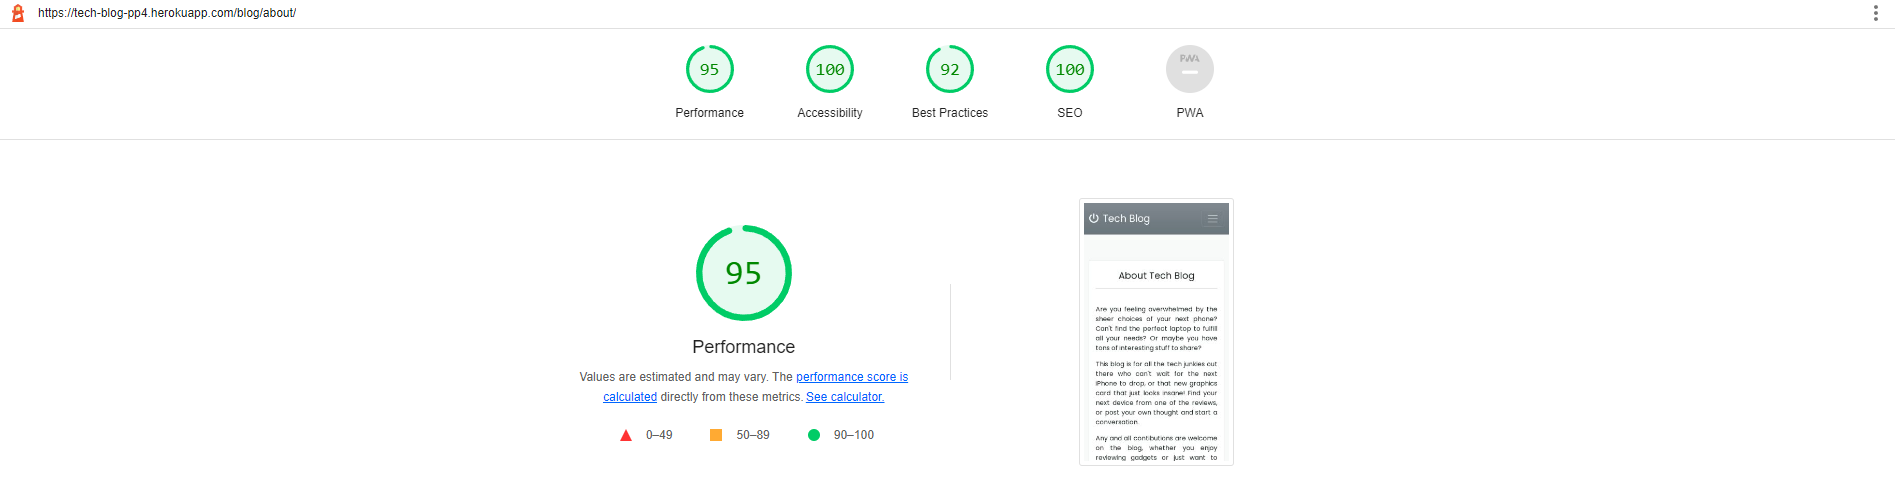 https://tech-blog-pp4.herokuapp.com/blog/about/
95
100
92
100
PWA
Performance
Accessibility
Best Practices
SEO
PWA
95
Performance
Values are estimated and may vary. The performance score is
calculated directly from these metrics. See calculator.
0–49
50–89
90–100
Tech Blog
About Tech Blog
Are you feeling overwhelmed by the
sheer choices of your next phone?
Can't find the perfect laptop to fulfill
all your needs? Or maybe you have
tons of interesting stuff to share?
This blog is for all the tech junkies out
there who can't wait for the next
iPhone to drop, or that new graphics
card that just looks insane! Find your
next device from one of the reviews,
or post your own thought and start a
conversation.
Any and all contibutions are welcome
on the blog, whether you enjoy
reviewing gadgets or just want to